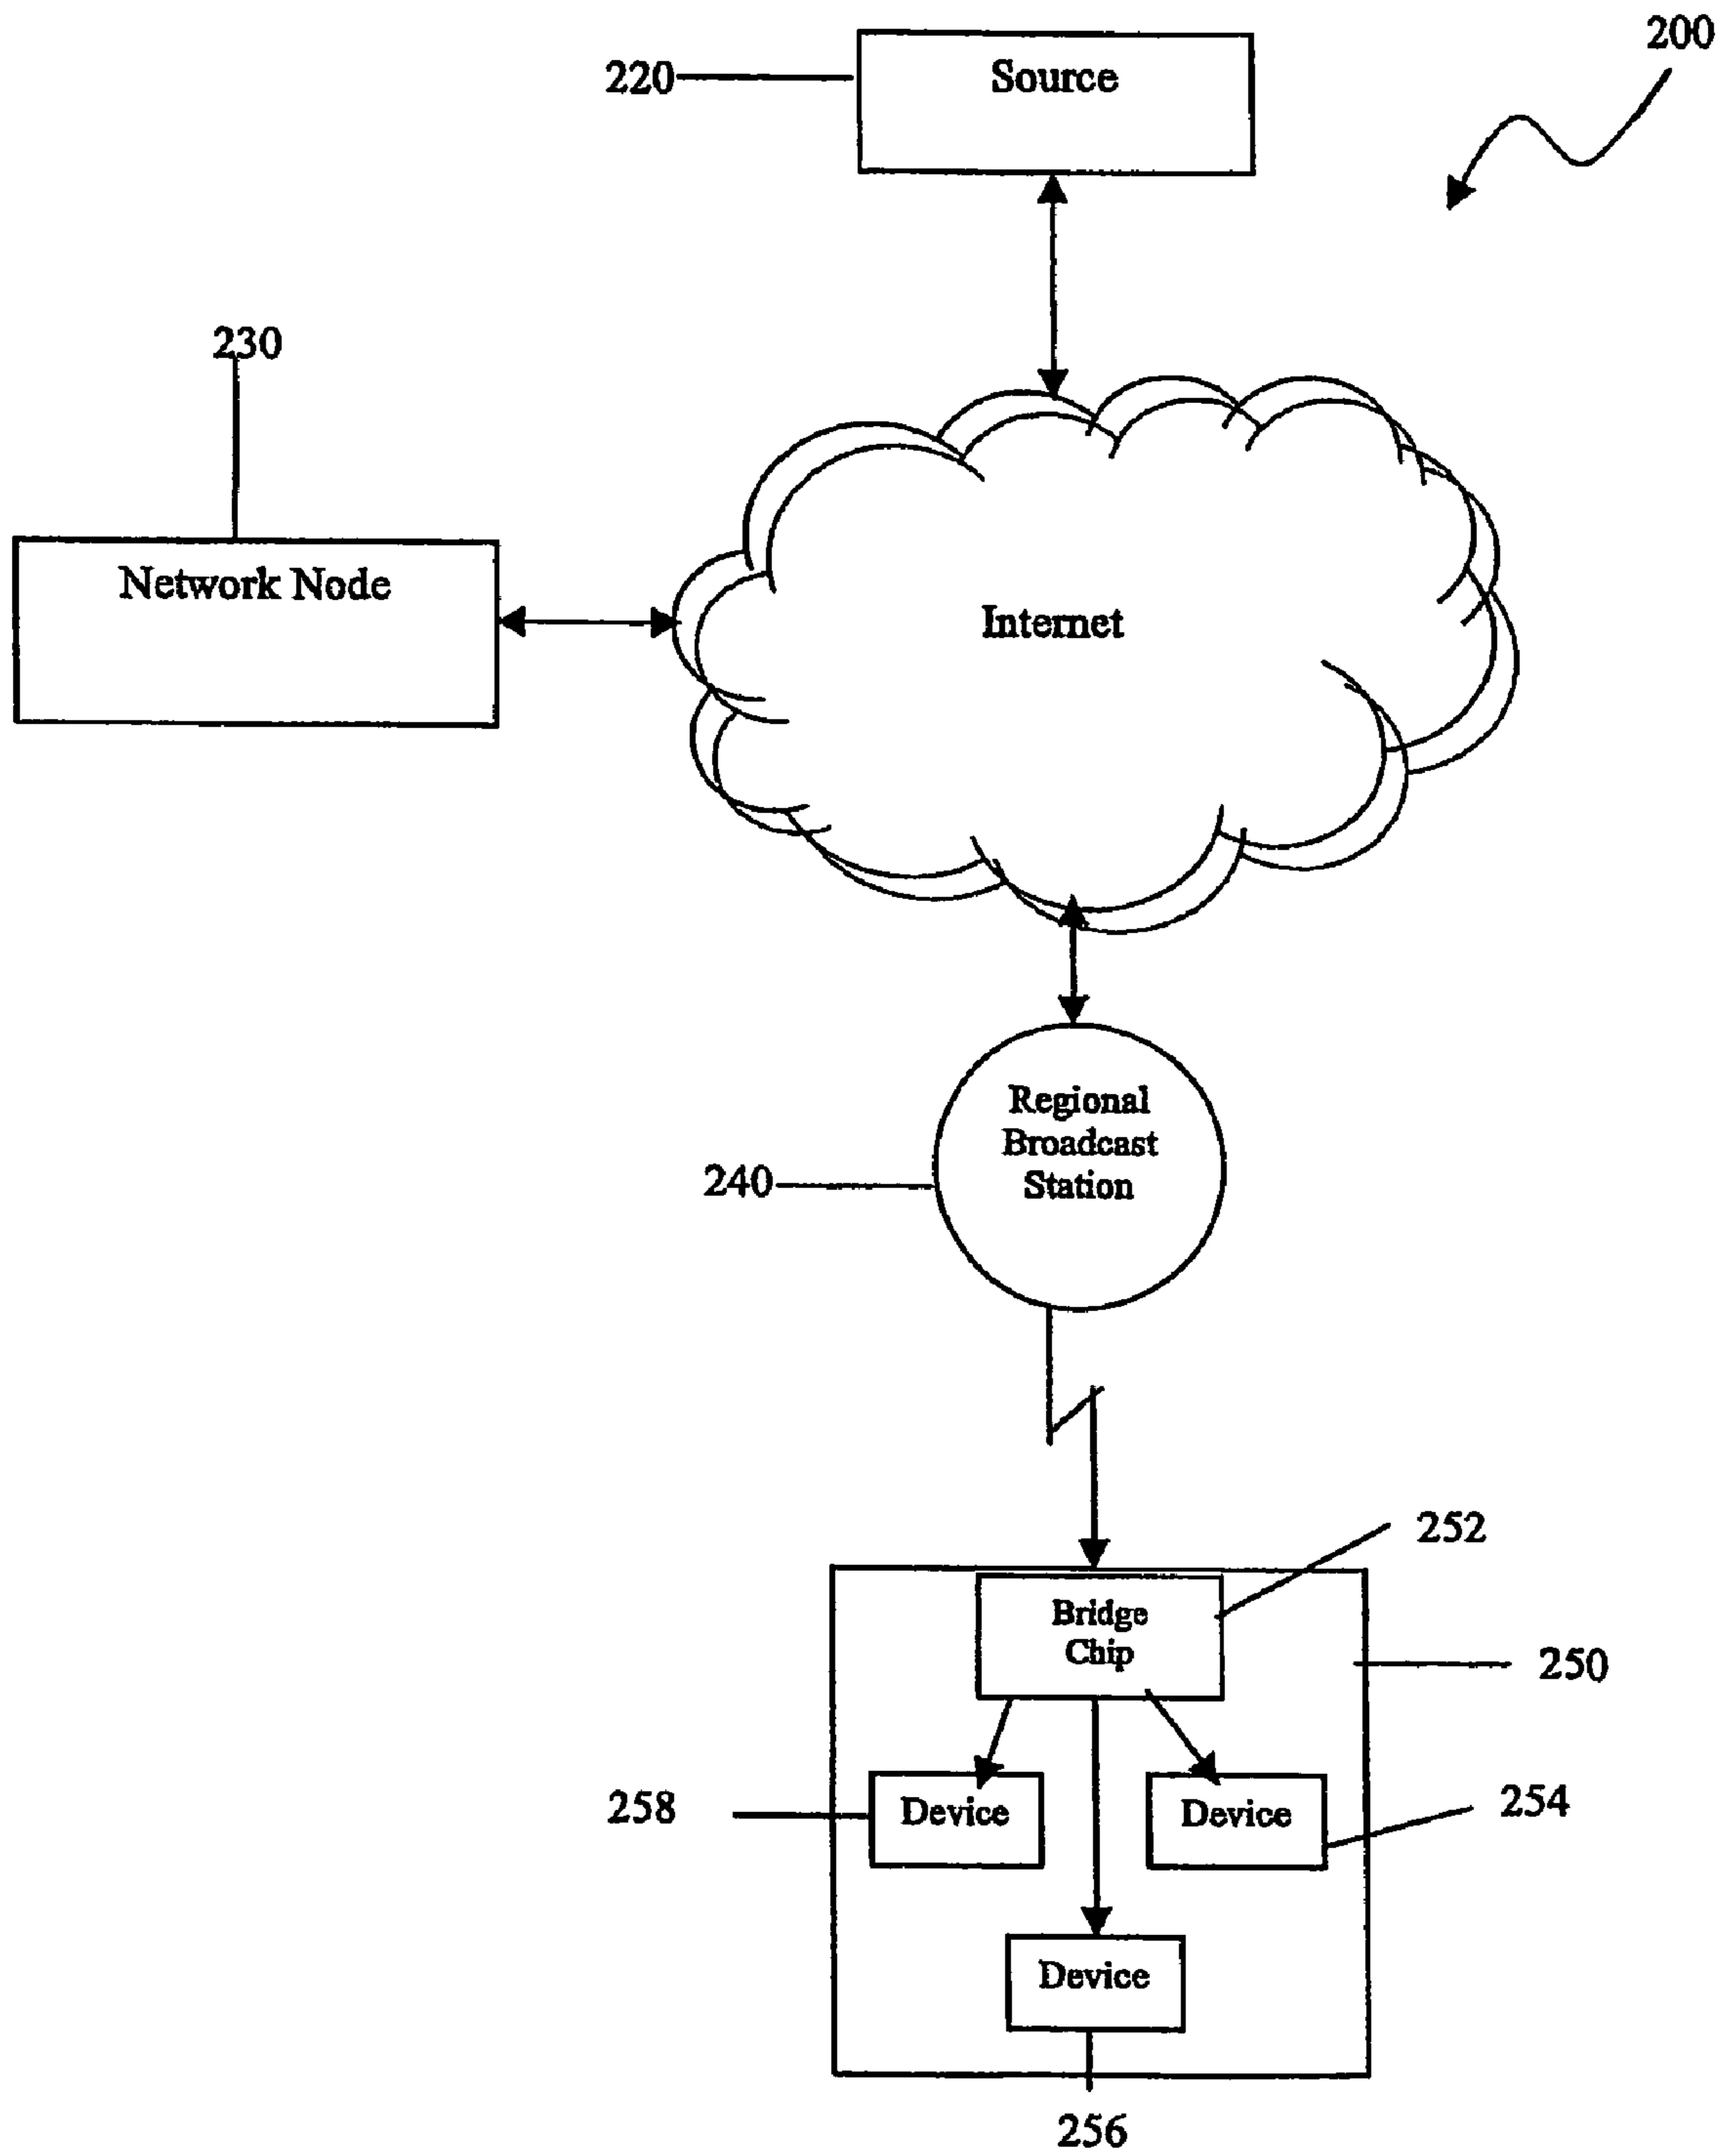 200
220
Source
230
Network Node
Internet
Regional
Broadcast
Station
240
252
Bridge
Chip
250
258
Device
Device
254
Device
256